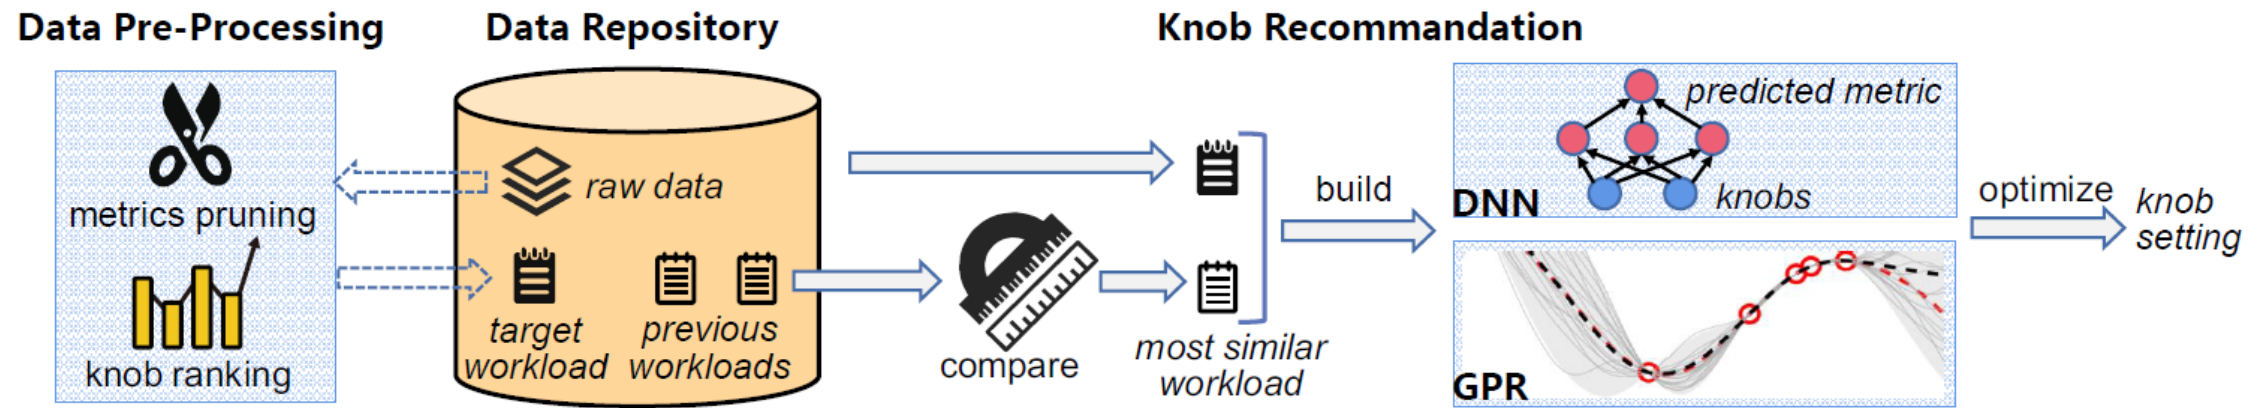 Data Pre-Processing
Data Repository
Knob Recommandation
metrics pruning
knob ranking
raw data
target
workload
previous
workloads
compare
most similar
workload
build
predicted metric
knobs
DNN
GPR
optimize
knob
setting